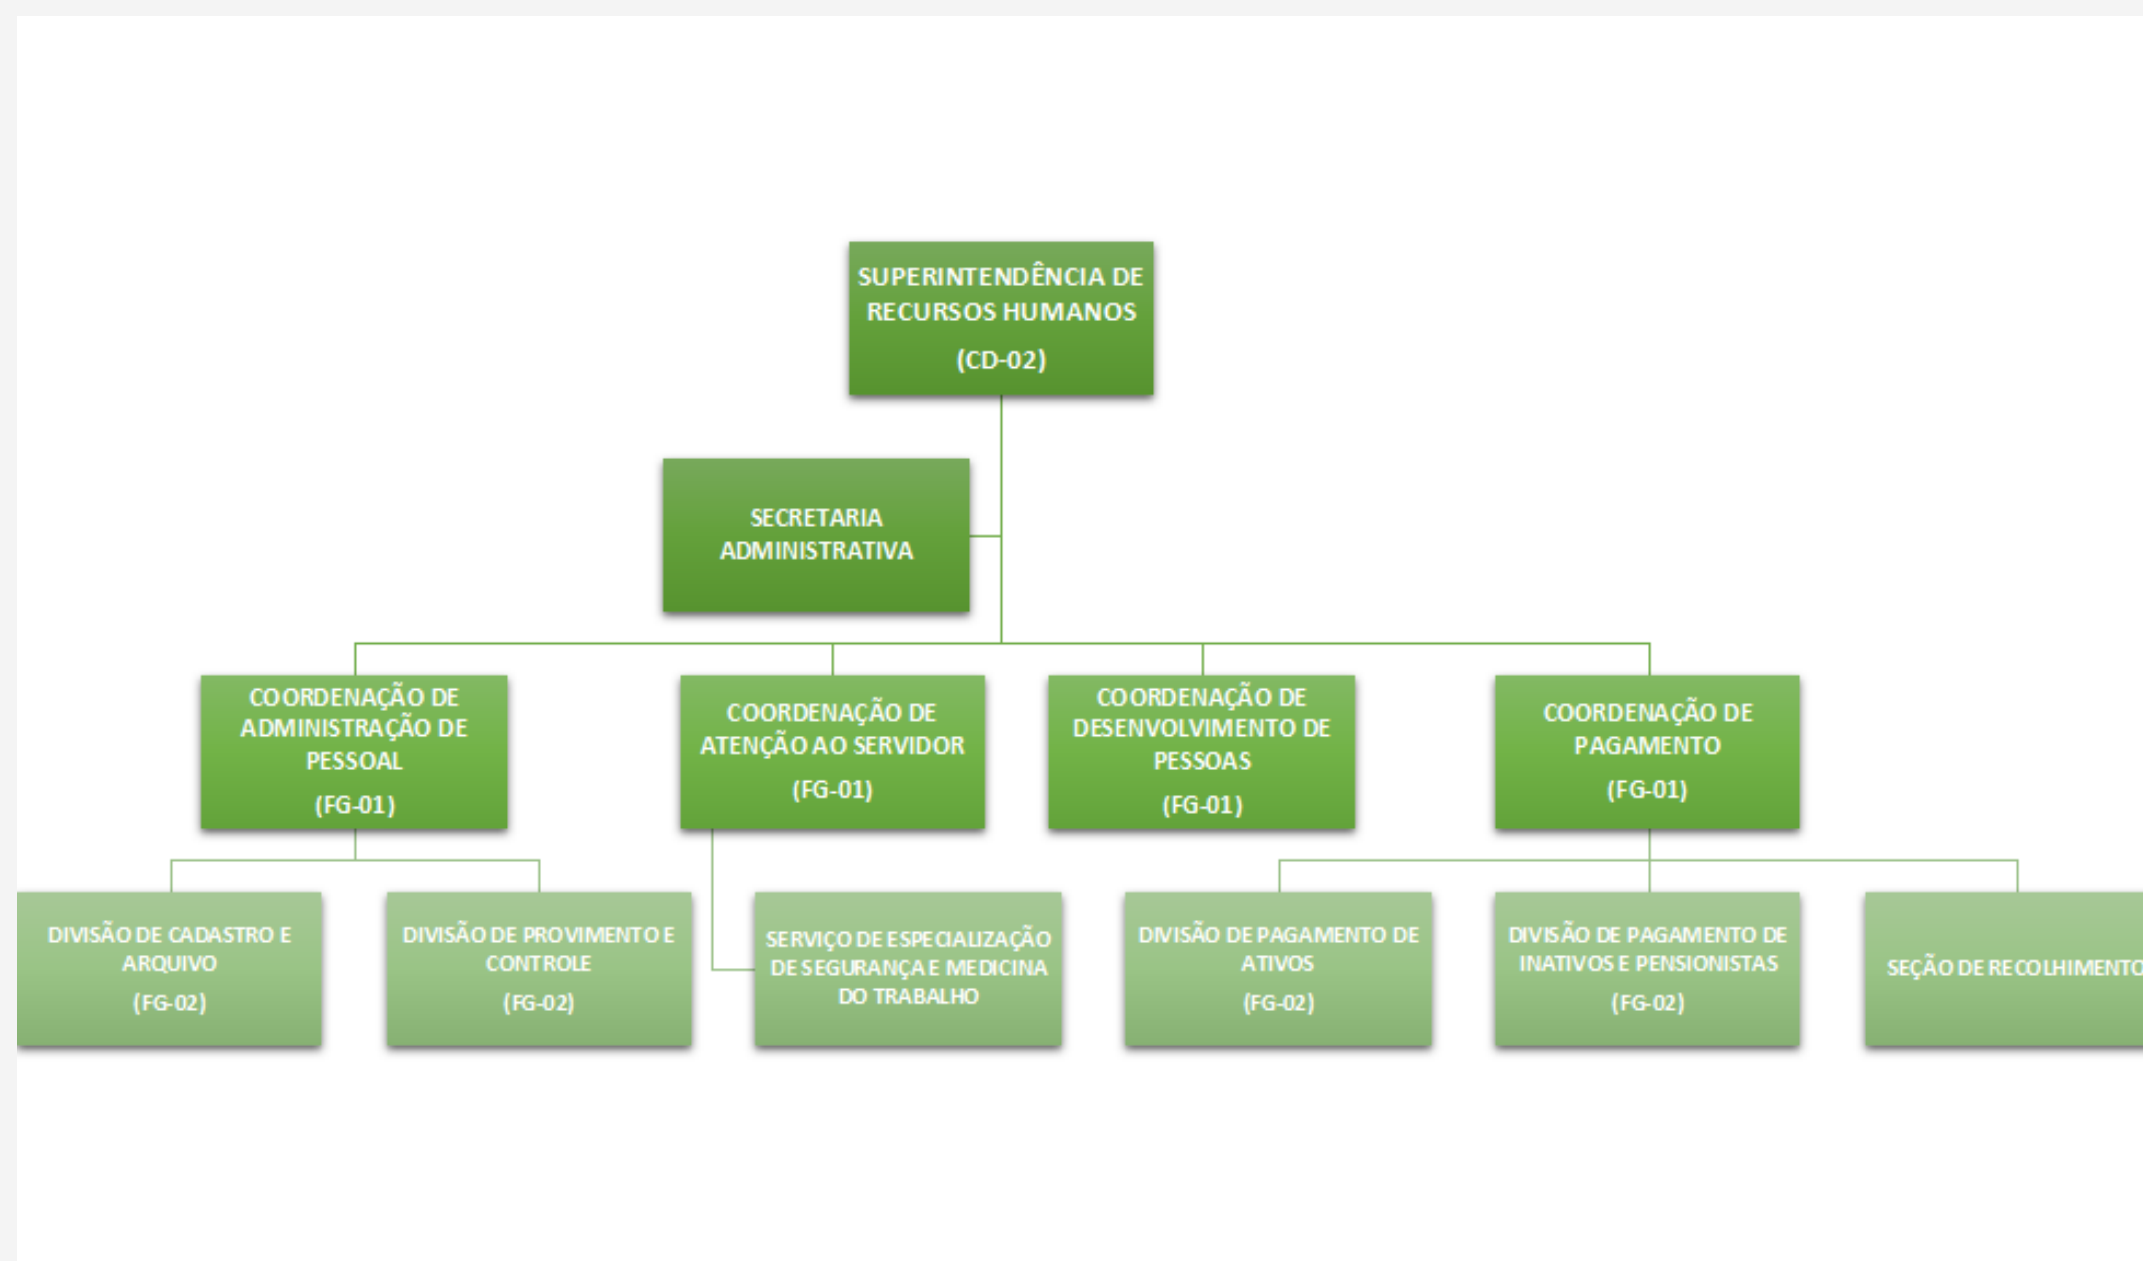 SUPERINTENDÊNCIA DE
RECURSOS HUMANOS
(CD-02)
SECRETARIA
ADMINISTRATIVA
COORDENAÇÃO DE
ADMINISTRAÇÃO DE
PESSOAL
(FG-01)
COORDENAÇÃO DE
ATENÇÃO AO SERVIDOR
(FG-01)
COORDENAÇÃO DE
DESENVOLVIMENTO DE
PESSOAS
(FG-01)
COORDENAÇÃO DE
PAGAMENTO
(FG-01)
DIVISÃO DE CADASTRO E
ARQUIVO
(FG-02)
DIVISÃO DE PROVIMENTO E
CONTROLE
(FG-02)
SERVIÇO DE ESPECIALIZAÇÃO
DE SEGURANÇA E MEDICINA
DO TRABALHO
DIVISÃO DE PAGAMENTO DE
ATIVOS
(FG-02)
DIVISÃO DE PAGAMENTO DE
INATIVOS E PENSIONISTAS
(FG-02)
SEÇÃO DE RECOLHIMENTO